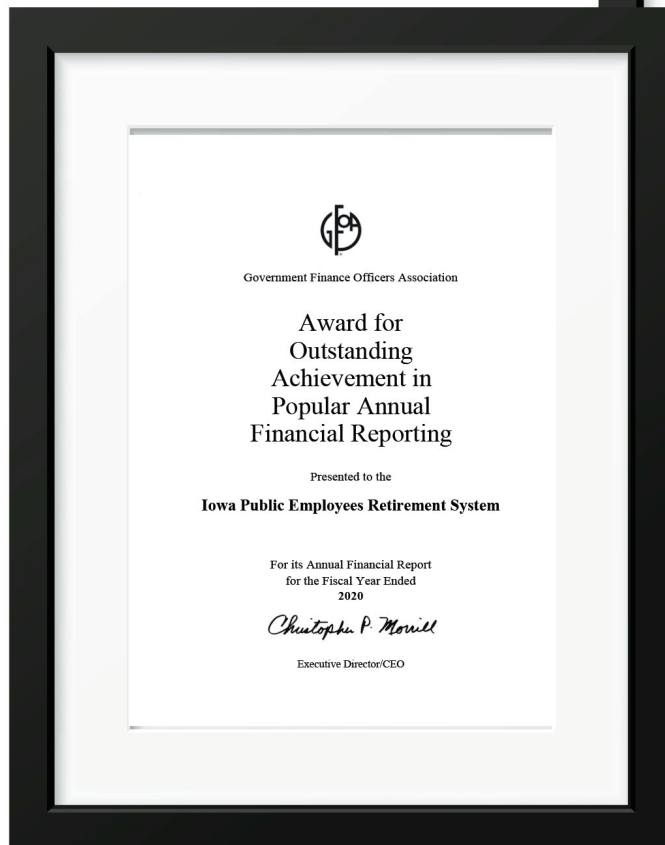 GFOA
Government Finance Officers Association
Award for
Outstanding
Achievement in
Popular Annual
Financial Reporting
Presented to the
Iowa Public Employees Retirement System
For its Annual Financial Report
for the Fiscal Year Ended
2020
Christopher P. Morrill
Executive Director/CEO